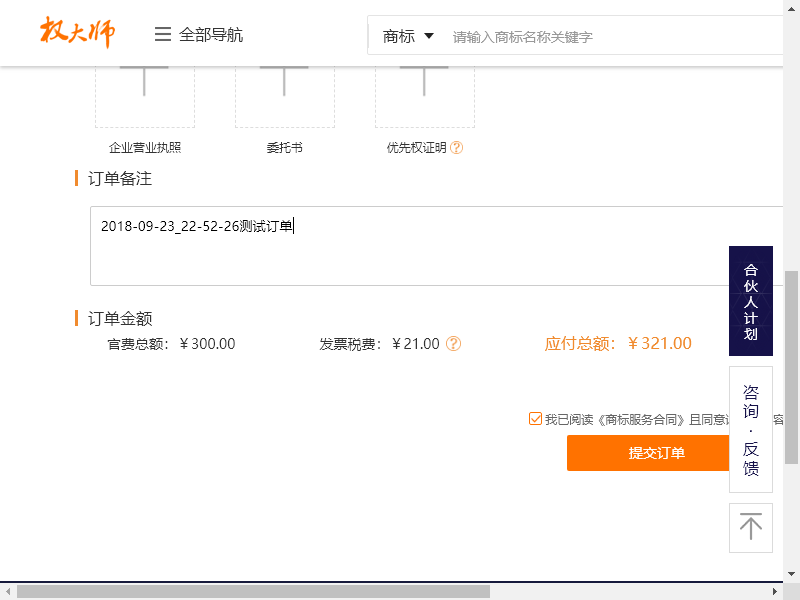 权大师
全部导航
商标
请输入商标名称关键字
企业营业执照
委托书
优先权证明 ?
订单备注
2018-09-23_22-52-26测试订单
订单金额
官费总额：￥300.00
发票税费：￥21.00 ?
应付总额：￥321.00
我已阅读《商标服务合同》且同意
容
提交订单
合伙人计划
咨询·反馈